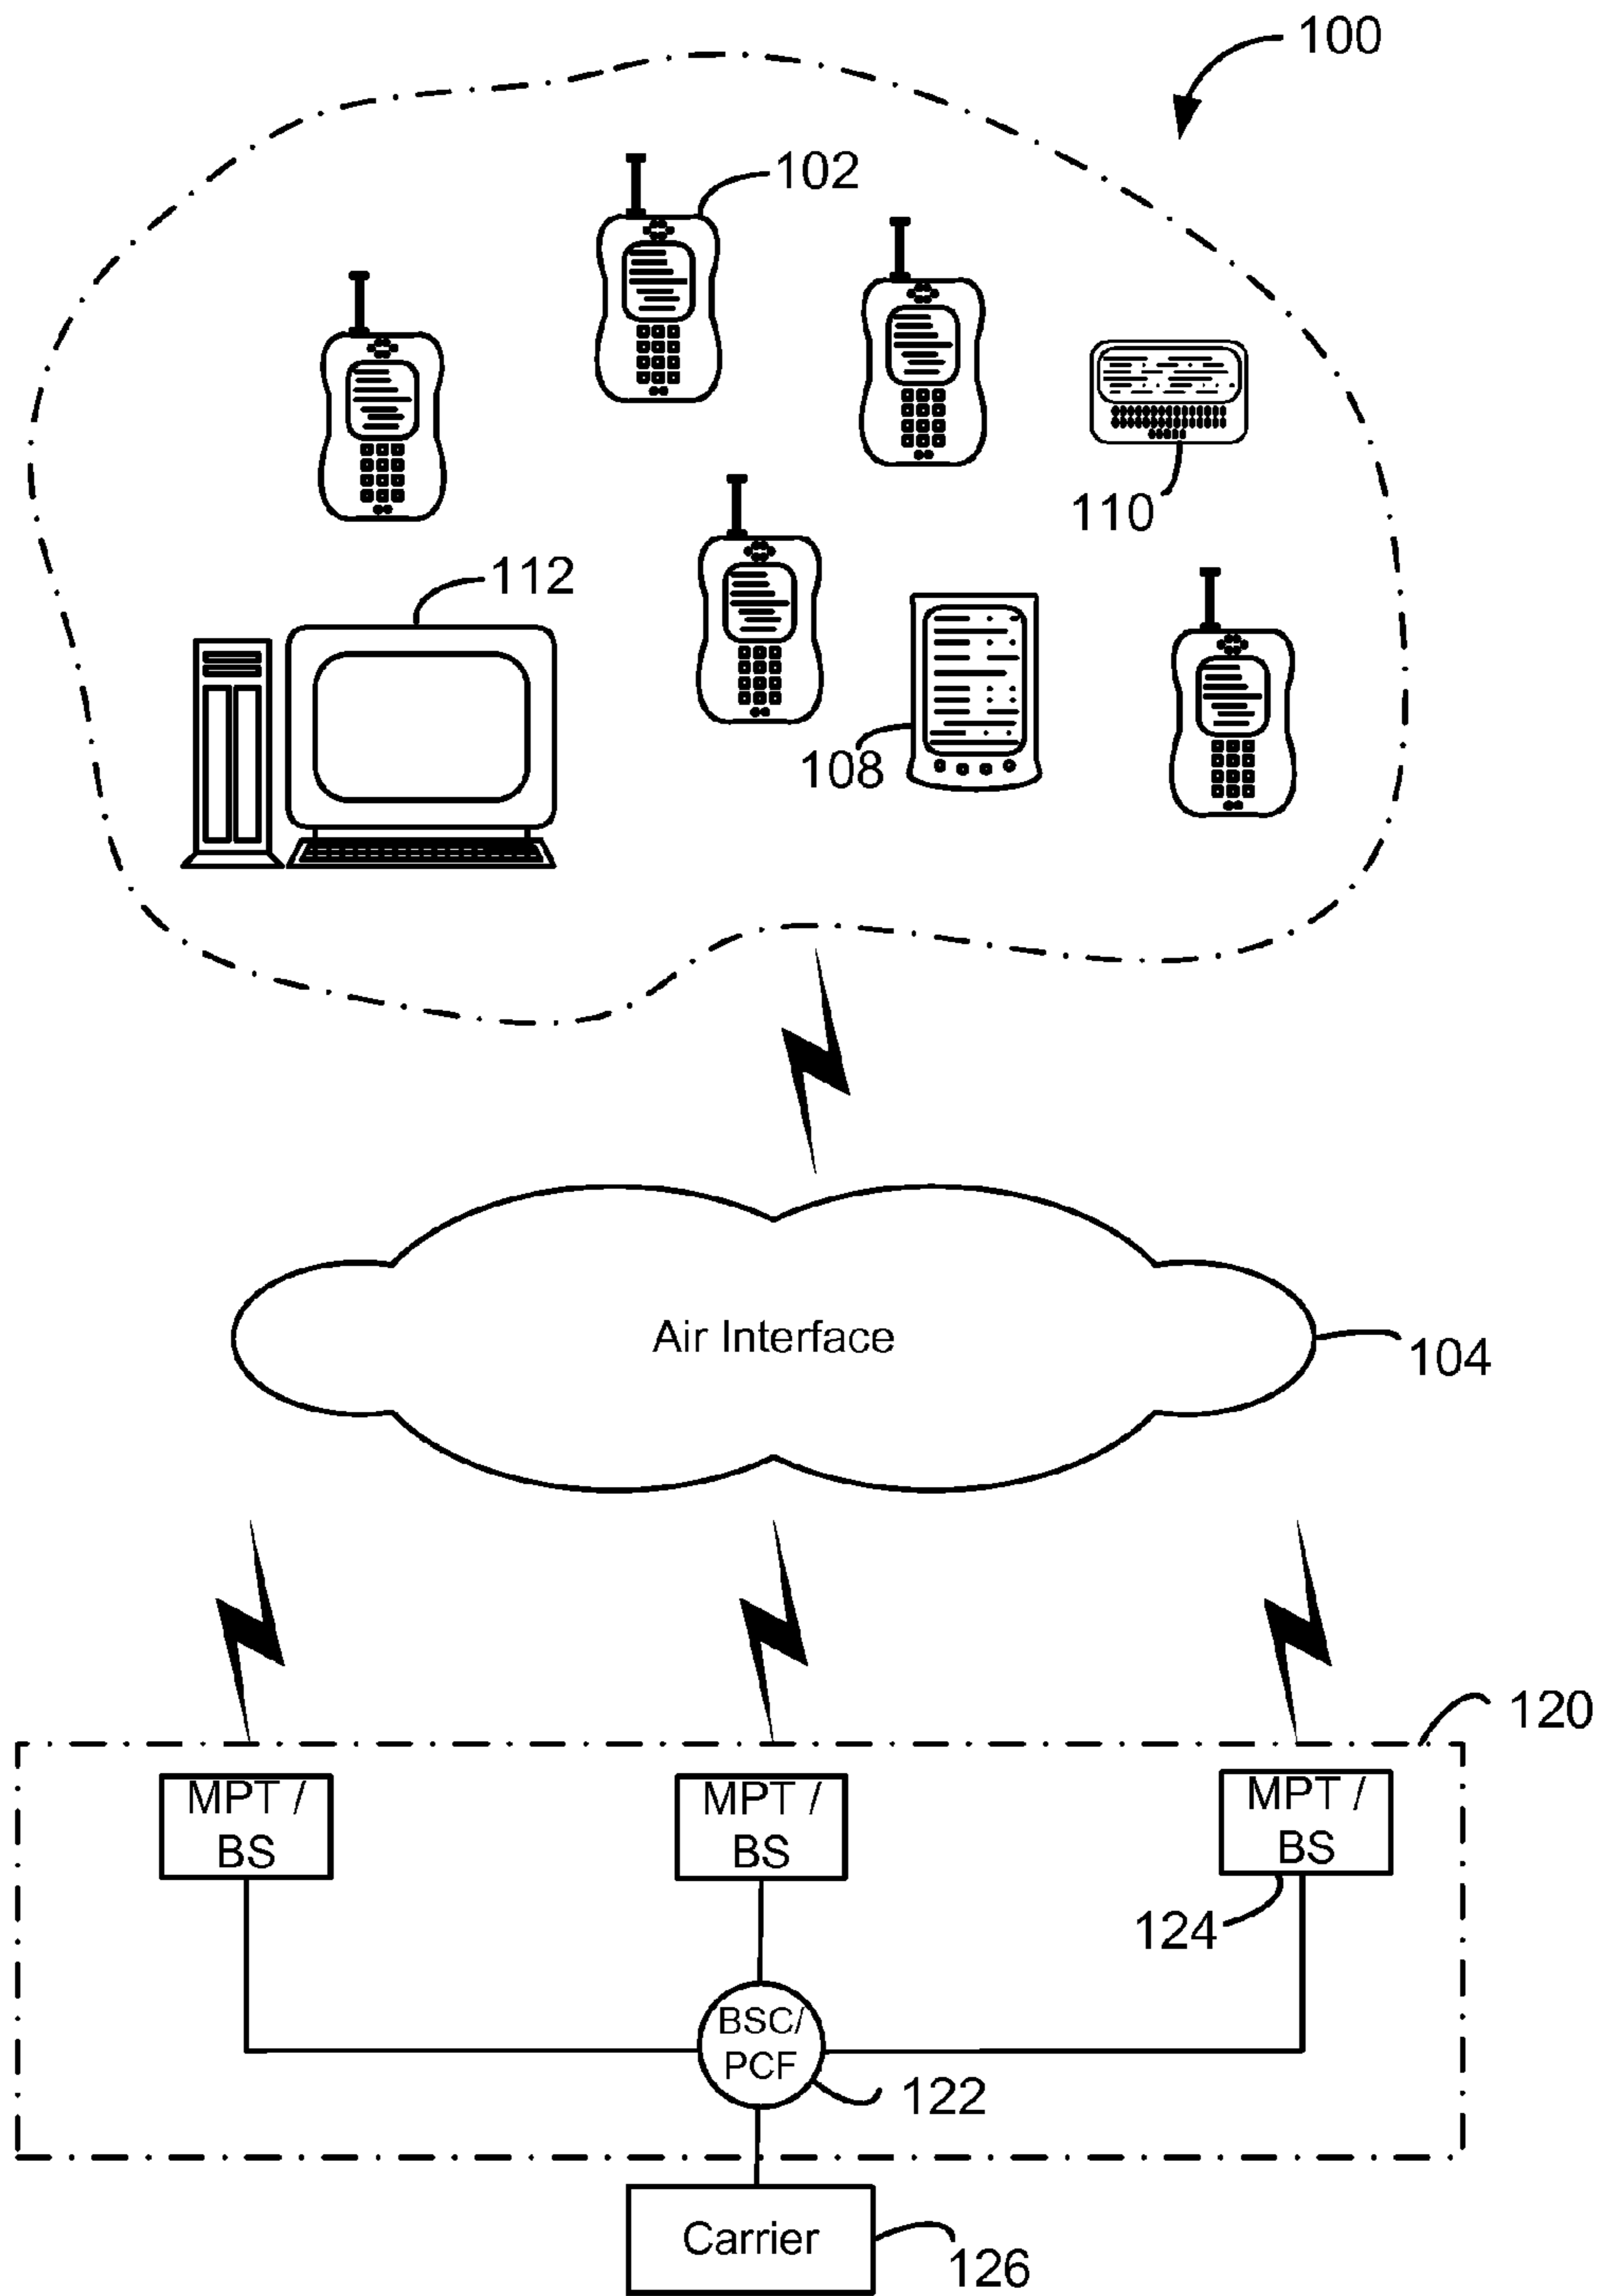 100
102
110
112
108
Air Interface
104
120
MPT /
BS
MPT /
BS
MPT /
BS
124
BSC/
PCF
122
Carrier
126